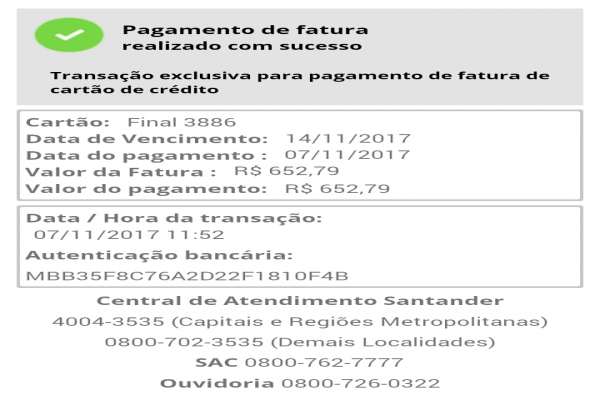 Pagamento de fatura
realizado com sucesso
Transação exclusiva para pagamento de fatura de
cartão de crédito
Cartão: Final 3886
Data de Vencimento: 14/11/2017
Data do pagamento : 07/11/2017
Valor da Fatura : R$ 652,79
Valor do pagamento: R$ 652,79
Data / Hora da transação:
07/11/2017 11:52
Autenticação bancária:
MBB35F8C76A2D22F1810F4B
Central de Atendimento Santander
4004-3535 (Capitais e Regiões Metropolitanas)
0800-702-3535 (Demais Localidades)
SAC 0800-762-7777
Ouvidoria 0800-726-0322